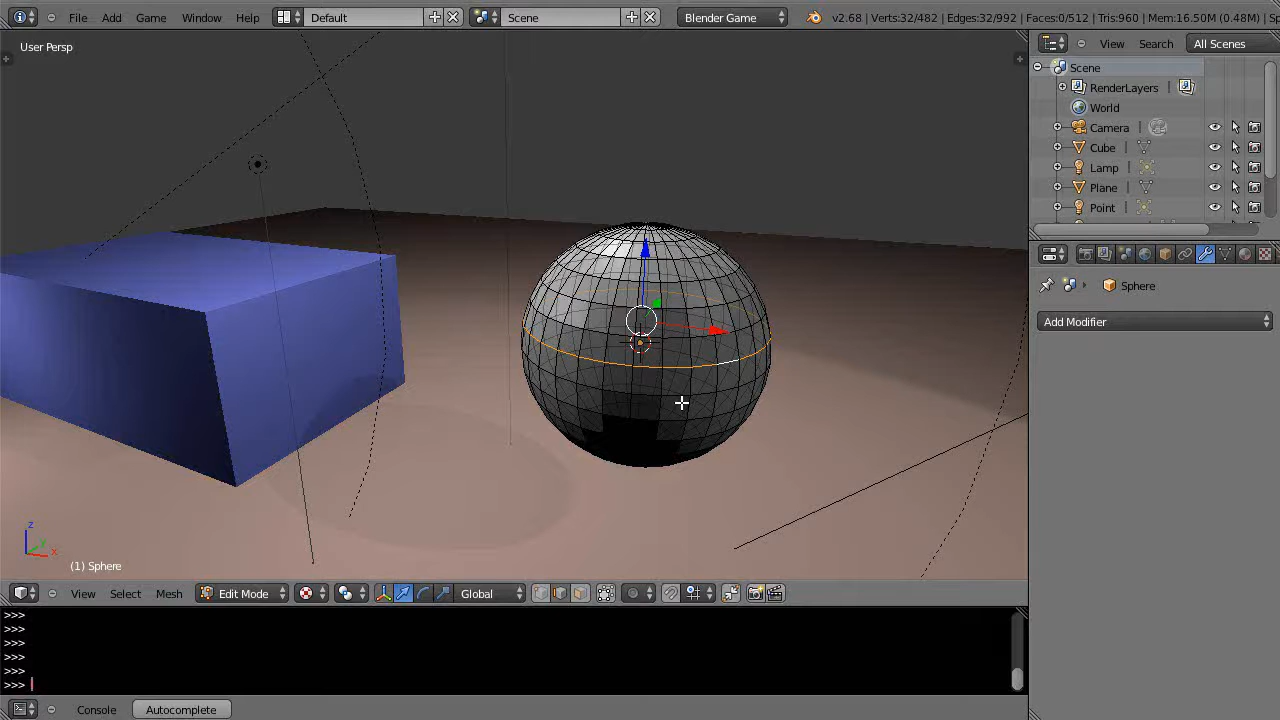 File Add Game Window Help Default Scene Blender Game v2.68 | Verts:32/482 | Edges:32/992 | Faces:0/512 | Tris:960 | Mem:16.50M (0.48M) | Sp
User Persp
View Search All Scenes
Scene
RenderLayers |
World
Camera |
Cube |
Lamp |
Plane |
Point |
Sphere
Add Modifier
z
y
x
(1) Sphere
View Select Mesh Edit Mode Global
>>>
>>>
>>>
>>>
>>>
>>>
Console Autocomplete